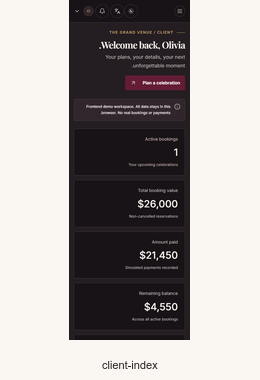 THE GRAND VENUE / CLIENT
.Welcome back, Olivia
Your plans, your details, your next
.unforgettable moment
Plan a celebration
Frontend demo workspace. All data stays in this
.browser. No real bookings or payments
Active bookings
1
Your upcoming celebrations
Total booking value
$26,000
Non-cancelled reservations
Amount paid
$21,450
Simulated payments recorded
Remaining balance
$4,550
Across all active bookings
client-index